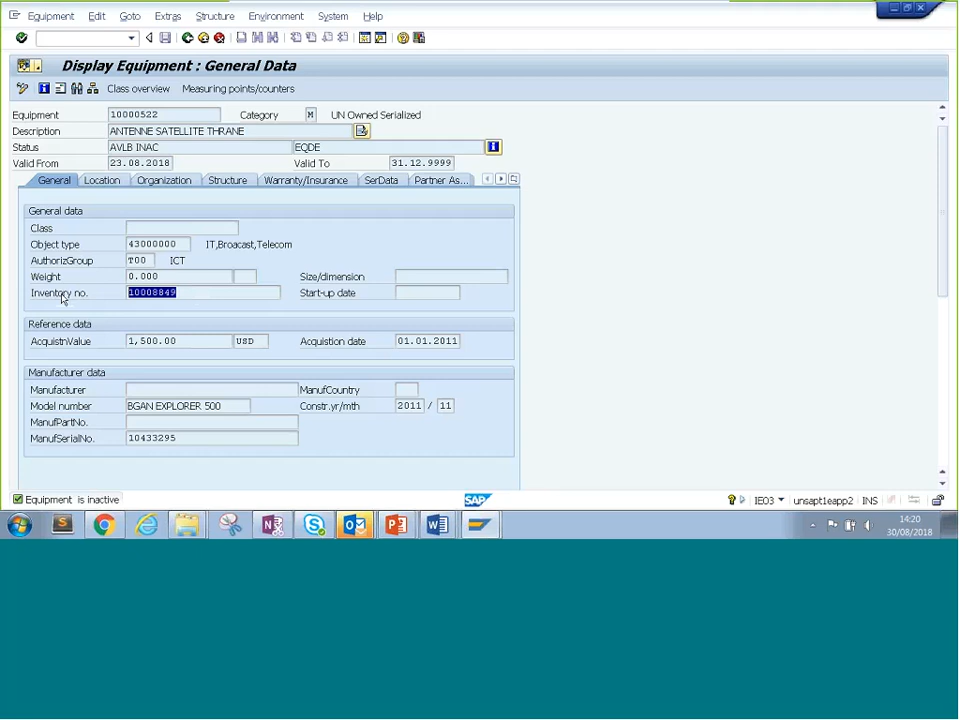 Equipment Edit Goto Extras Structure Environment System Help
Display Equipment : General Data
Class overview Measuring points/counters
Equipment 10000522 Category M UN Owned Serialized
Description ANTENNE SATELLITE THRANE
Status AVLB INAC EQDE
Valid From 23.08.2018 Valid To 31.12.9999
General Location Organization Structure Warranty/Insurance SerData Partner As...
General data
Class
Object type 43000000 IT,Broacast,Telecom
AuthorizGroup T00 ICT
Weight 0.000 Size/dimension
Inventory no. 10008849 Start-up date
Reference data
AcquistnValue 1,500.00 USD Acquistion date 01.01.2011
Manufacturer data
Manufacturer ManufCountry
Model number BGAN EXPLORER 500 Constr.yr/mth 2011 / 11
ManufPartNo.
ManufSerialNo. 10433295
Equipment is inactive SAP IE03 unsapt1eapp2 INS
14:20
30/08/2018